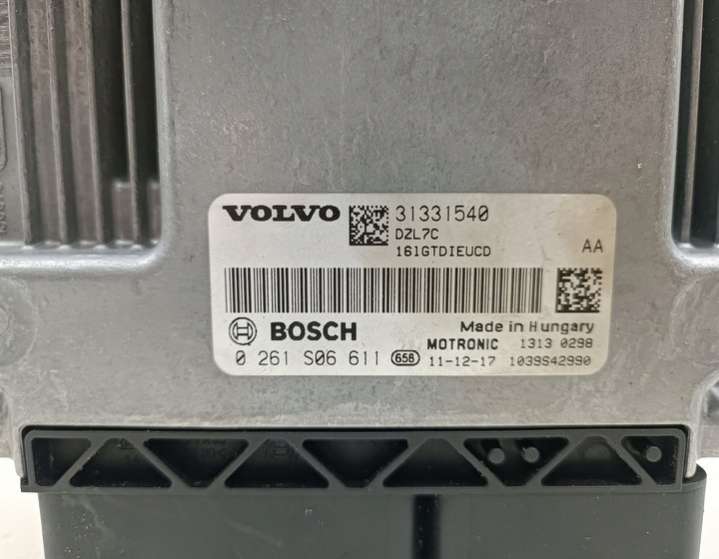 VOLVO 31331540
DZL7C
161GTDIEUCD AA
BOSCH Made in Hungary
MOTRONIC 1313 0298
0 261 S06 611 658 11-12-17 1039S42990